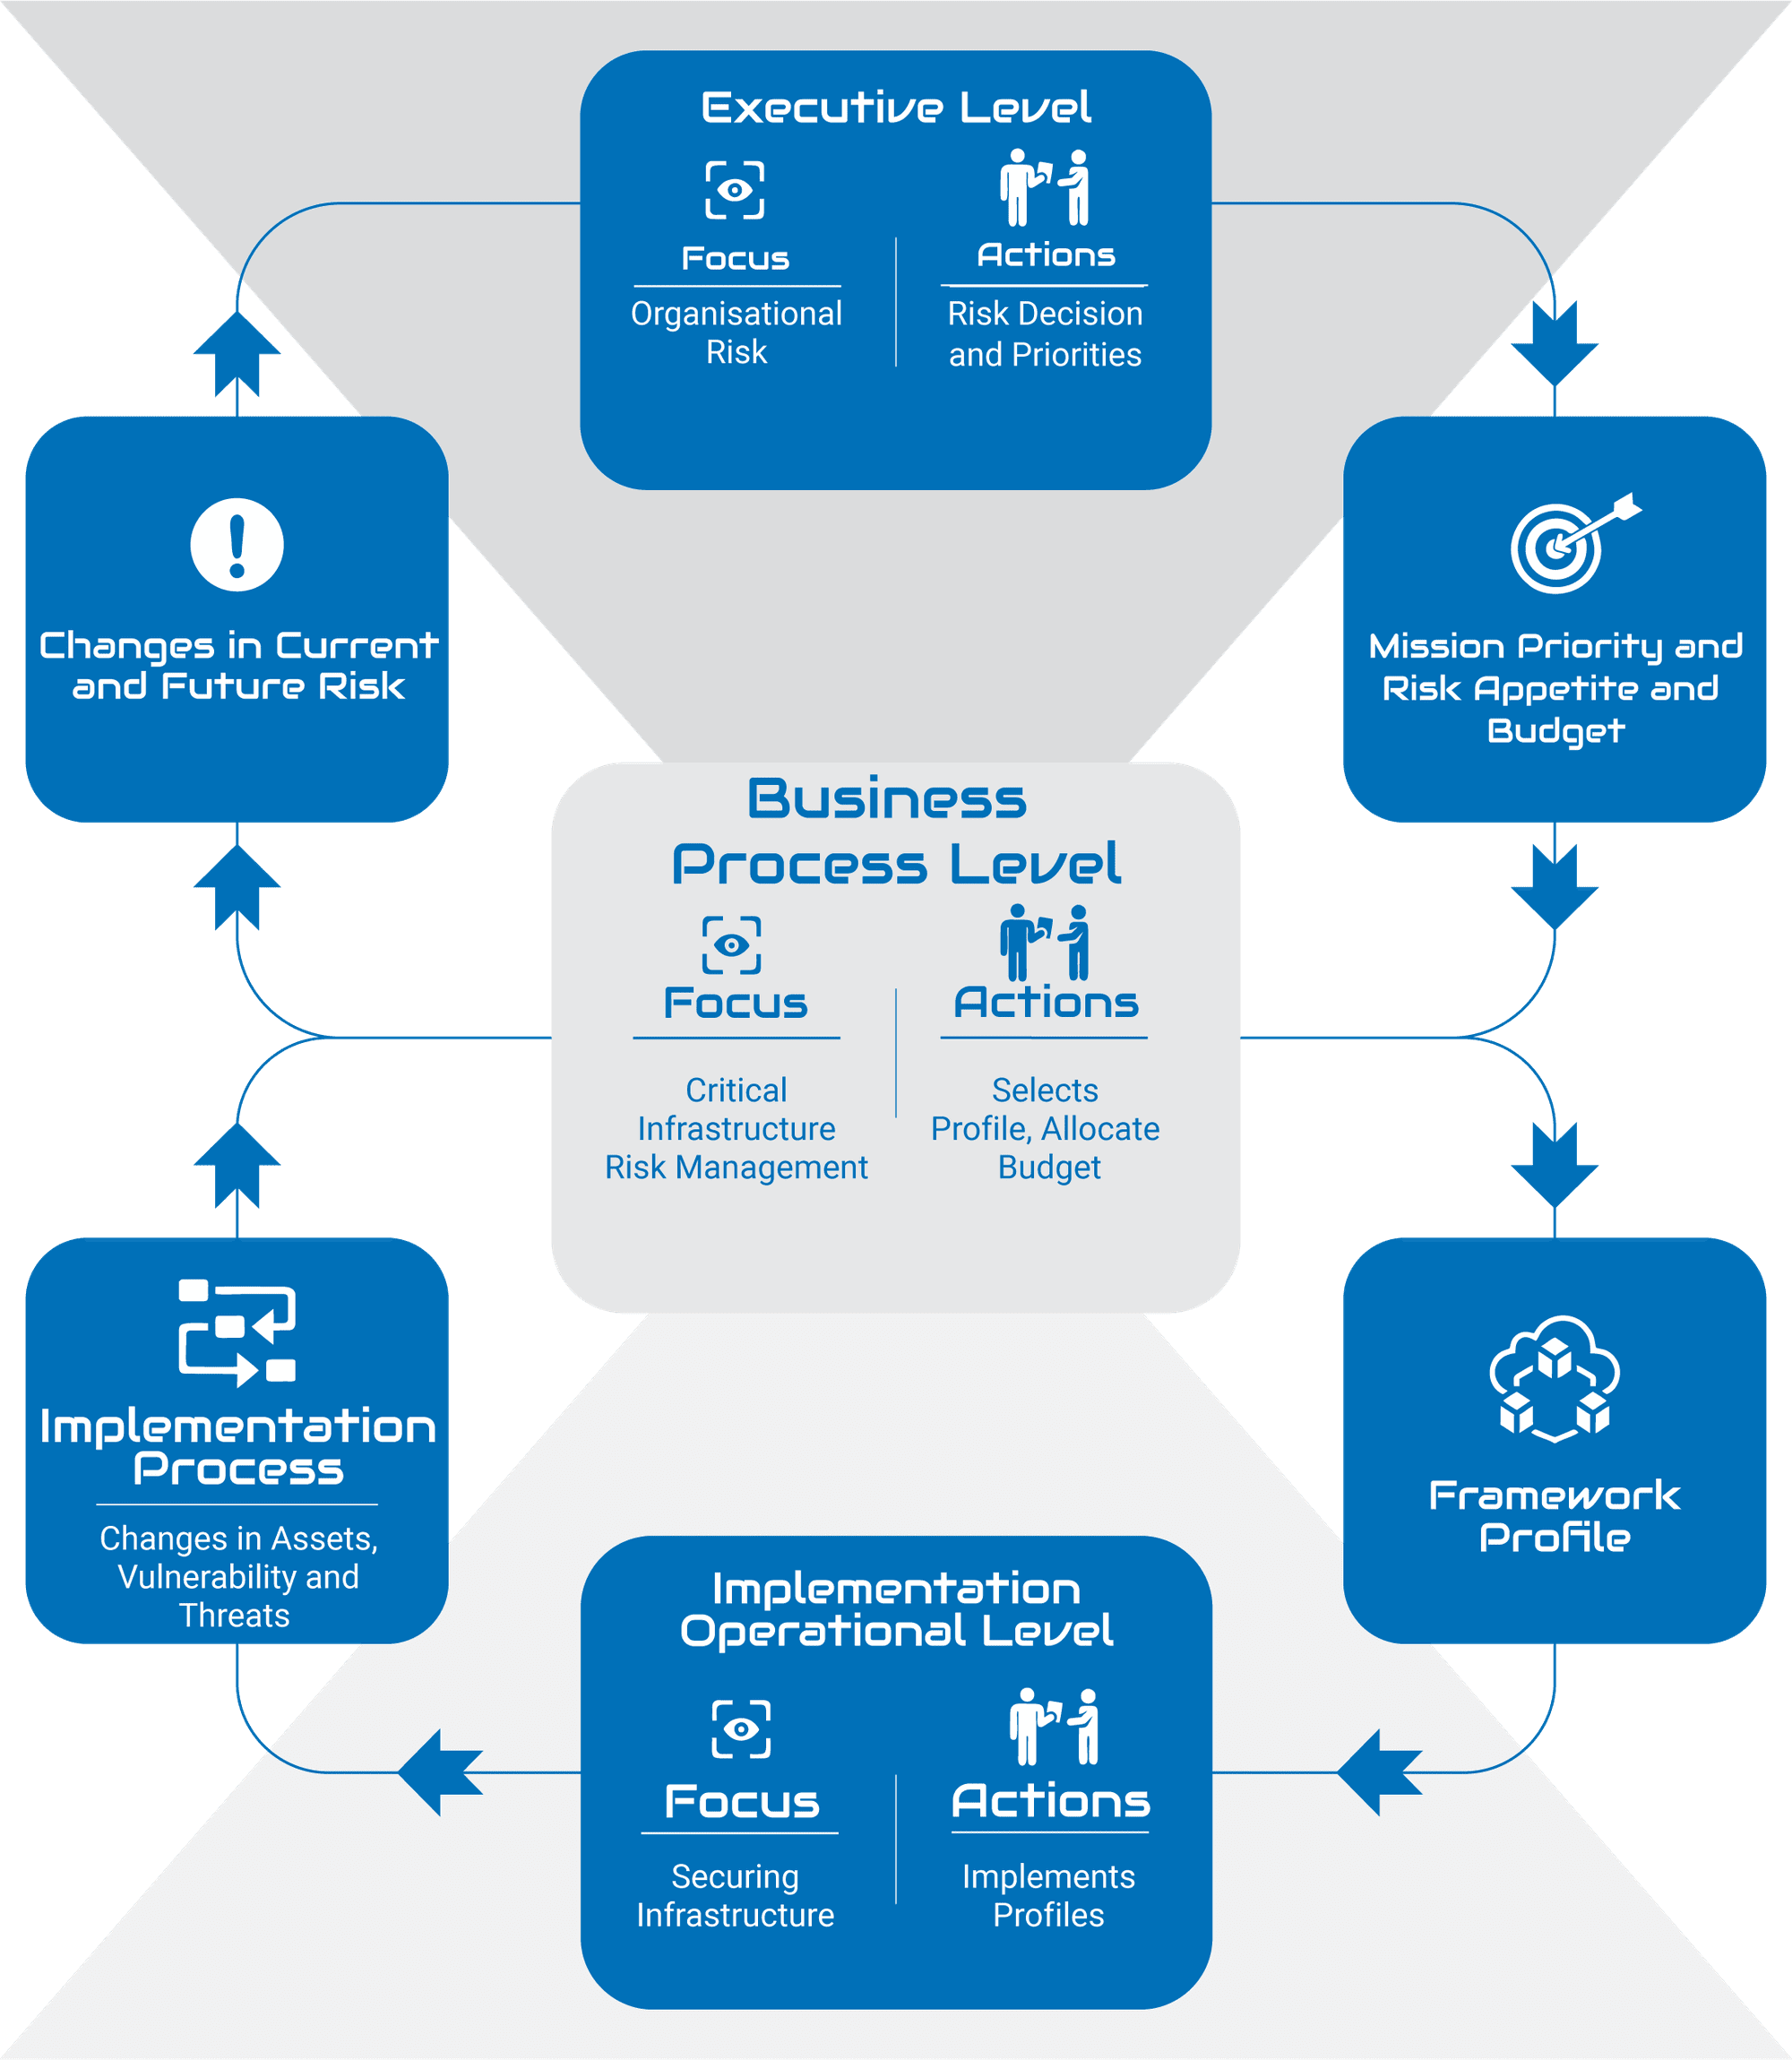 Executive Level
Focus
Organisational
Risk
Actions
Risk Decision
and Priorities
Changes in Current
and Future Risk
Mission Priority and
Risk Appetite and
Budget
Business
Process Level
Focus
Critical
Infrastructure
Risk Management
Actions
Selects
Profile, Allocate
Budget
Implementation
Process
Changes in Assets,
Vulnerability and
Threats
Framework
Profile
Implementation
Operational Level
Focus
Securing
Infrastructure
Actions
Implements
Profiles